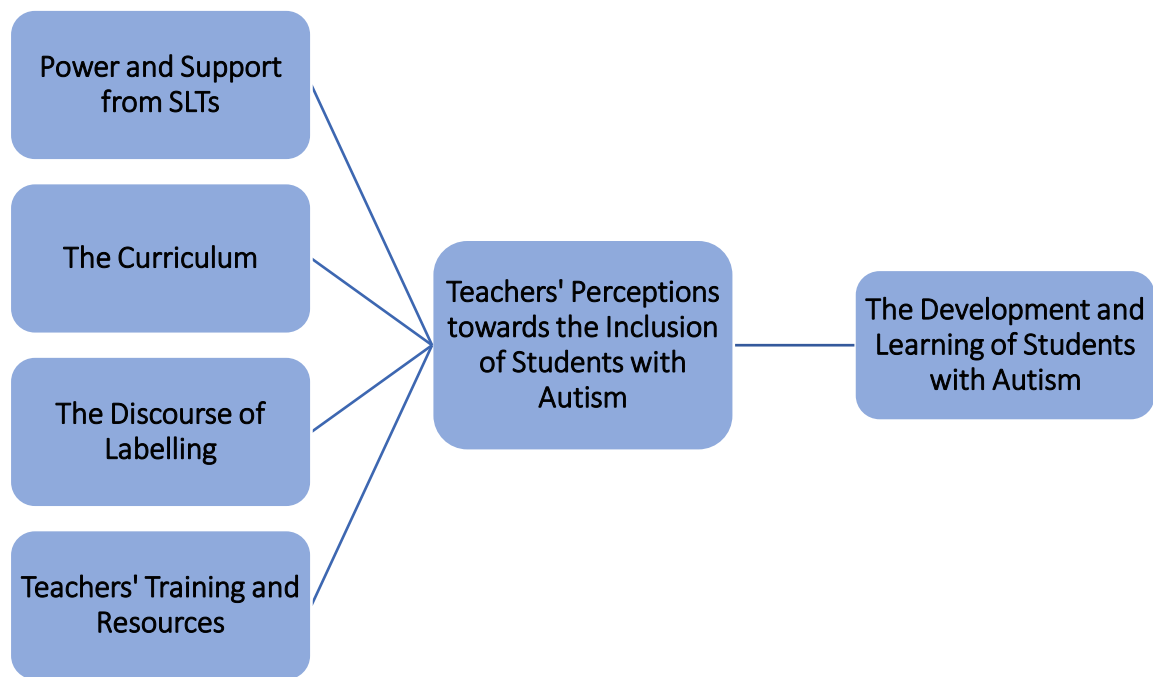 Power and Support
from SLTs
The Curriculum
The Discourse of
Labelling
Teachers' Training and
Resources
Teachers' Perceptions
towards the Inclusion
of Students with
Autism
The Development and
Learning of Students
with Autism